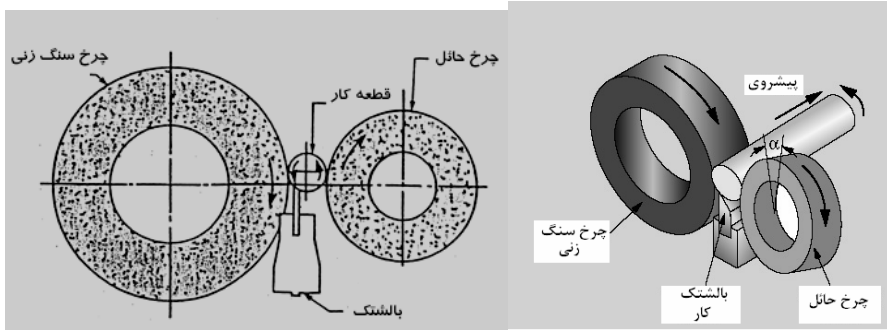 چرخ سنگ زنی
چرخ حائل
قطعه کار
بالشتک
پیشروی
α
چرخ سنگ
زنی
بالشتک
کار
چرخ حائل